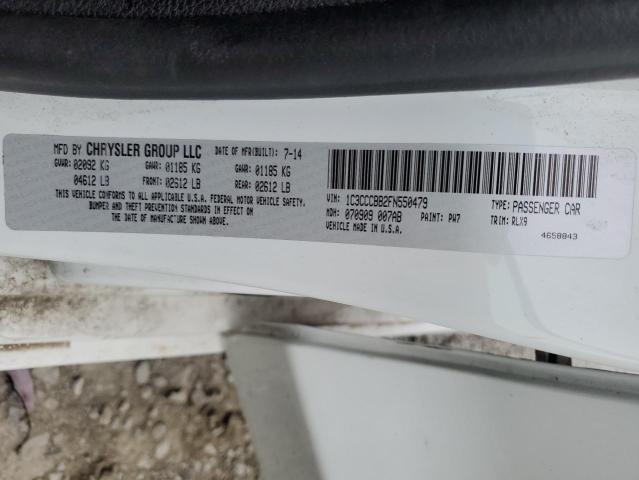 MFD BY CHRYSLER GROUP LLC DATE OF MFR(BUILT): 7-14
GVWR: 02092 KG GAWR: 01185 KG GAWR: 01185 KG
04612 LB FRONT: 02612 LB REAR: 02612 LB
THIS VEHICLE CONFORMS TO ALL APPLICABLE FEDERAL MOTOR VEHICLE SAFETY,
BUMPER AND THEFT PREVENTION STANDARDS IN EFFECT ON
THE DATE OF MANUFACTURE SHOWN ABOVE.
VIN: 1C3CCCBB2FN550479 TYPE: PASSENGER CAR
MDH: 070909 007AB PAINT: PW7 TRIM: RLX9
VEHICLE MADE IN U.S.A. 4658843